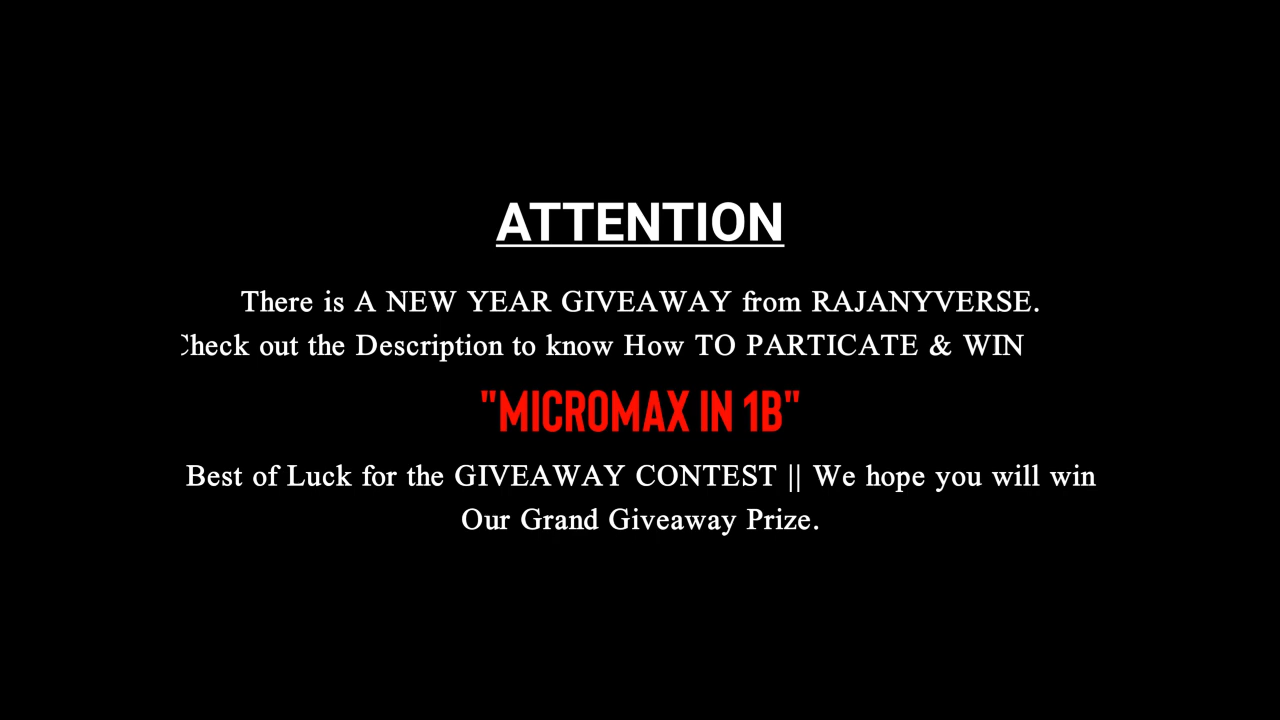 ATTENTION
There is A NEW YEAR GIVEAWAY from RAJANYVERSE.
Check out the Description to know How TO PARTICATE & WIN
"MICROMAX IN 1B"
Best of Luck for the GIVEAWAY CONTEST || We hope you will win
Our Grand Giveaway Prize.